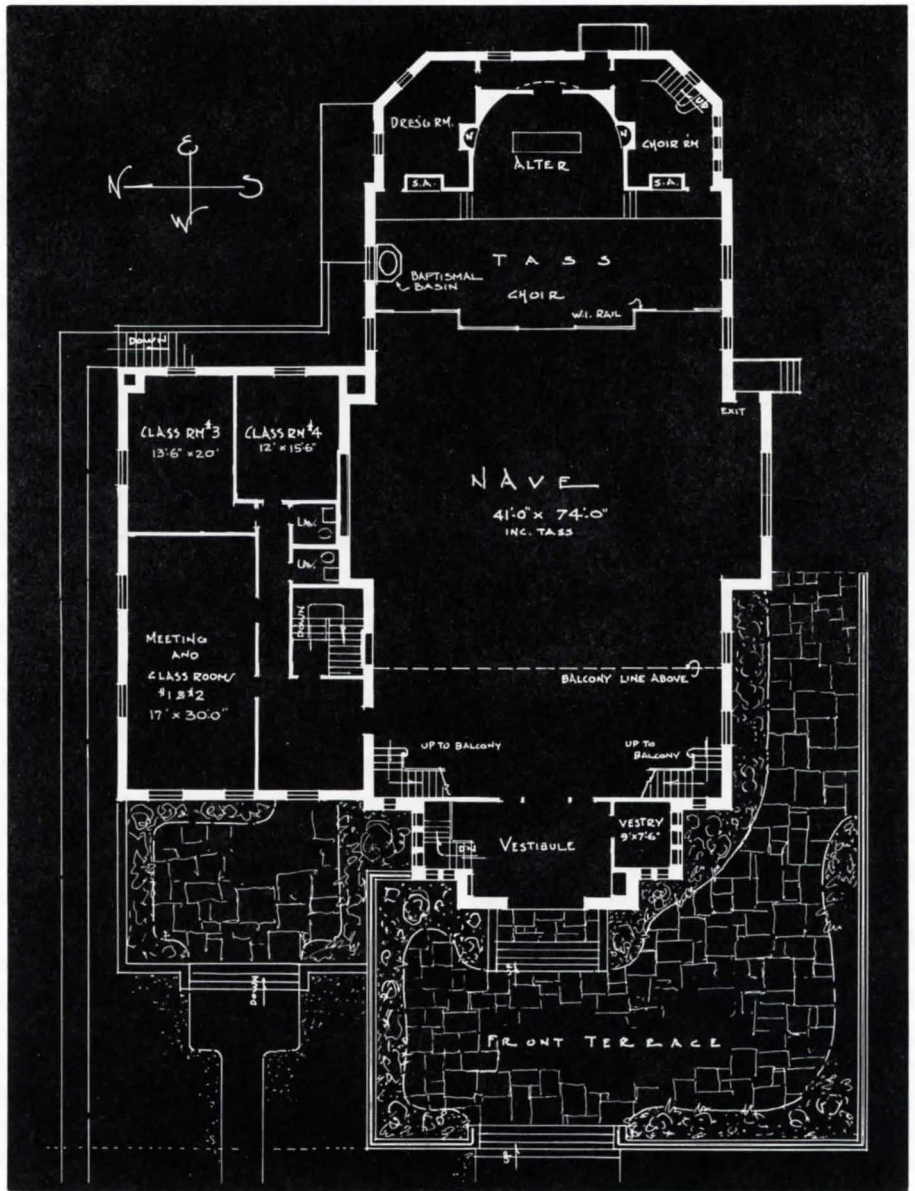 DRES'G RM.
N
ALTER
N
CHOIR RM
UP
S.A.
S.A.
E
N
S
W
T A S S
CHOIR
BAPTISMAL
BASIN
W.I. RAIL
DOWN
EXIT
CLASS RM #3
13'-6" x 20'
CLASS RM #4
12' x 15'-6"
NAVE
41'-0" x 74'-0"
INC. TASS
LAV.
LAV.
DOWN
MEETING
AND
CLASS ROOMS
#1 & #2
17' x 30'-0"
BALCONY LINE ABOVE
UP TO BALCONY
UP TO
BALCONY
DN
VESTIBULE
VESTRY
9' x 7'-6"
UP
DOWN
FRONT TERRACE
UP